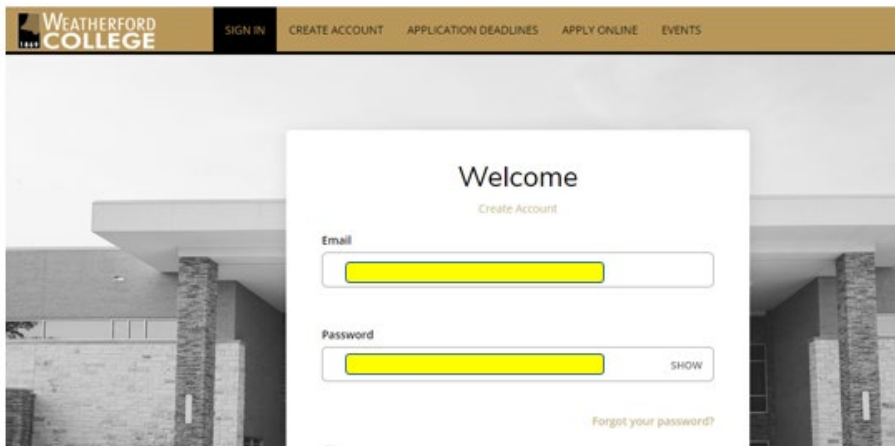 WEATHERFORD
1869 COLLEGE
SIGN IN CREATE ACCOUNT APPLICATION DEADLINES APPLY ONLINE EVENTS
Welcome
Create Account
Email
Password
SHOW
Forgot your password?